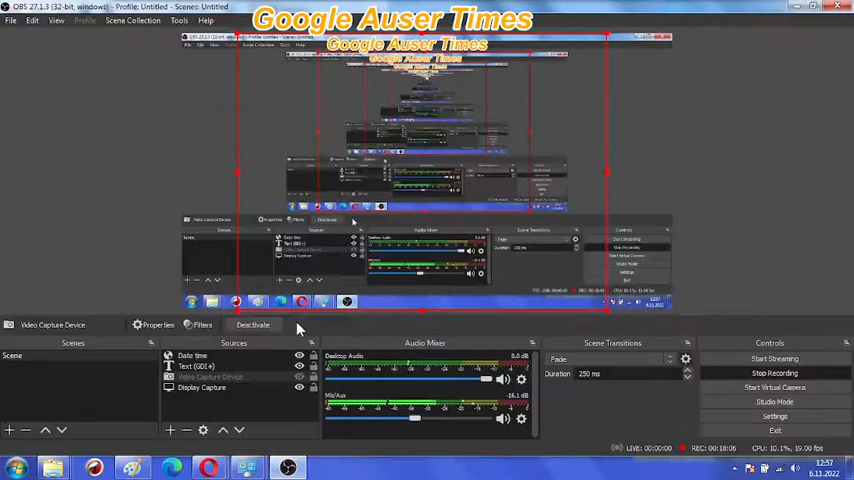 OBS 27.1.3 (32-bit, windows) - Profile: Untitled - Scenes: Untitled
Google Auser Times
File Edit View Profile Scene Collection Tools Help
Google Auser Times
Google Auser Times
Video Capture Device Properties Filters Deactivate
Scenes Sources Audio Mixer Scene Transitions Controls
Scene
Date time
Text (GDI+)
Video Capture Device
Display Capture
Desktop Audio 0.0 dB
Mic/Aux -16.1 dB
Fade
Duration 250 ms
Start Streaming
Stop Recording
Start Virtual Camera
Studio Mode
Settings
Exit
LIVE: 00:00:00 REC: 00:18:06 CPU: 10.1%, 19.00 fps
12:57
6.11.2022